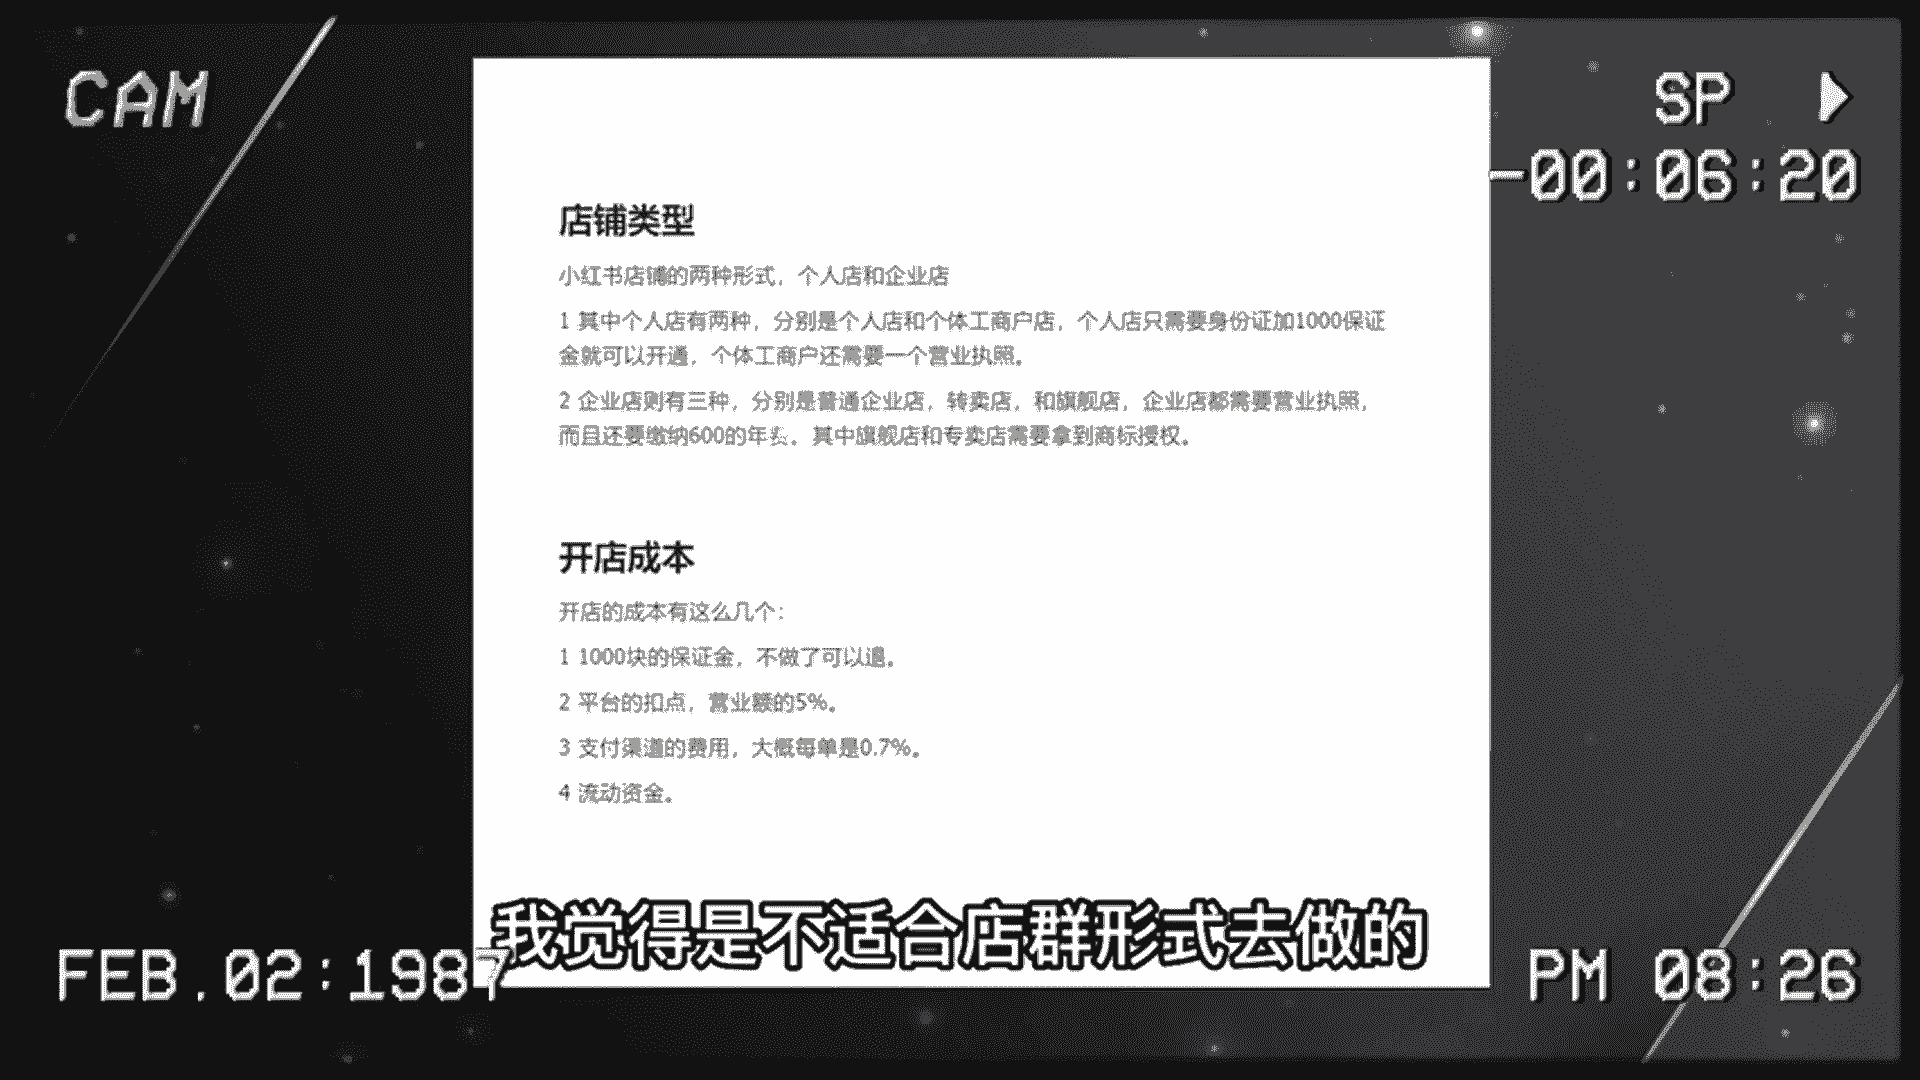 CAM
SP
-00:06:20
店铺类型
小红书店铺的两种形式，个人店和企业店
1 其中个人店有两种，分别是个人店和个体工商户店，个人店只需要身份证加1000保证
金就可以开通，个体工商户还需要一个营业执照。
2 企业店则有三种，分别是普通企业店，转卖店，和旗舰店，企业店都需要营业执照，
而且还要缴纳600的年费。其中旗舰店和专卖店需要拿到商标授权。
开店成本
开店的成本有这么几个：
1 1000块的保证金，不做了可以退。
2 平台的扣点，营业额的5%。
3 支付渠道的费用，大概每单是0.7%。
4 流动资金。
我觉得是不适合店群形式去做的
FEB.02:1987
PM 08:26